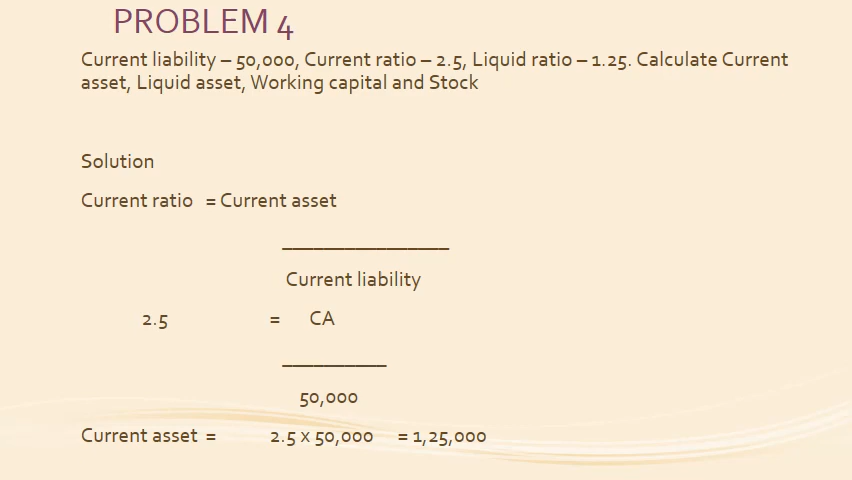 PROBLEM 4
Current liability – 50,000, Current ratio – 2.5, Liquid ratio – 1.25. Calculate Current
asset, Liquid asset, Working capital and Stock
Solution
Current ratio = Current asset
________________
Current liability
2.5 = CA
__________
50,000
Current asset = 2.5 x 50,000 = 1,25,000